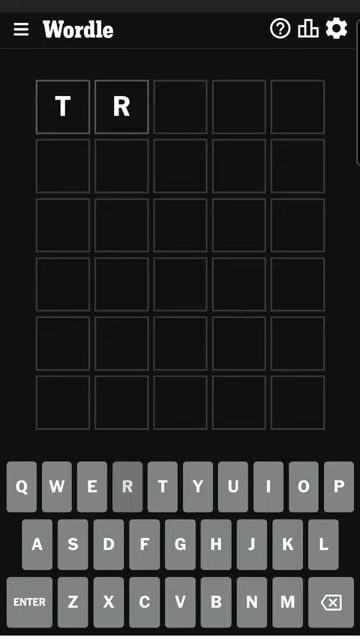 Wordle
T R
Q W E R T Y U I O P
A S D F G H J K L
ENTER Z X C V B N M